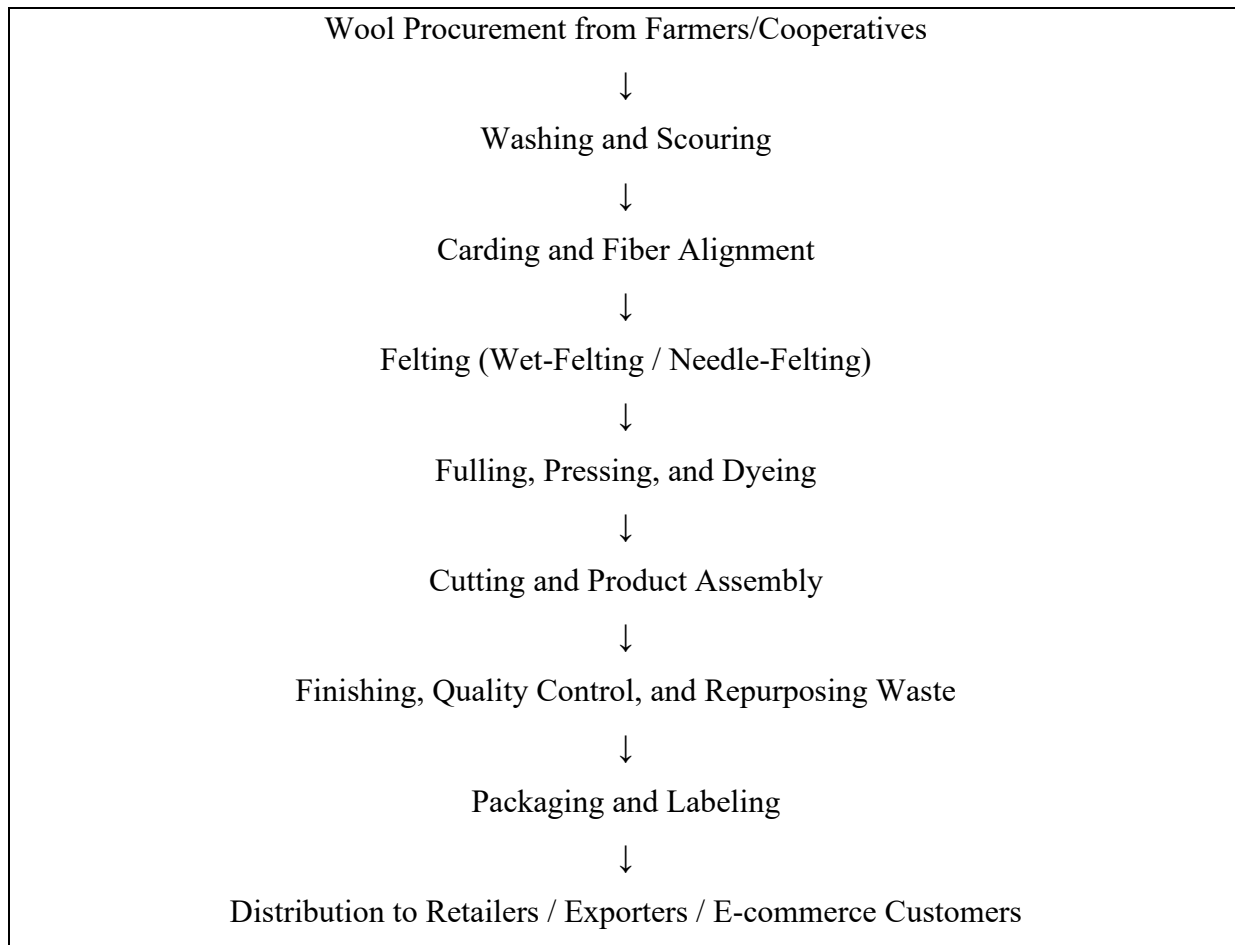 Wool Procurement from Farmers/Cooperatives
↓
Washing and Scouring
↓
Carding and Fiber Alignment
↓
Felting (Wet-Felting / Needle-Felting)
↓
Fulling, Pressing, and Dyeing
↓
Cutting and Product Assembly
↓
Finishing, Quality Control, and Repurposing Waste
↓
Packaging and Labeling
↓
Distribution to Retailers / Exporters / E-commerce Customers